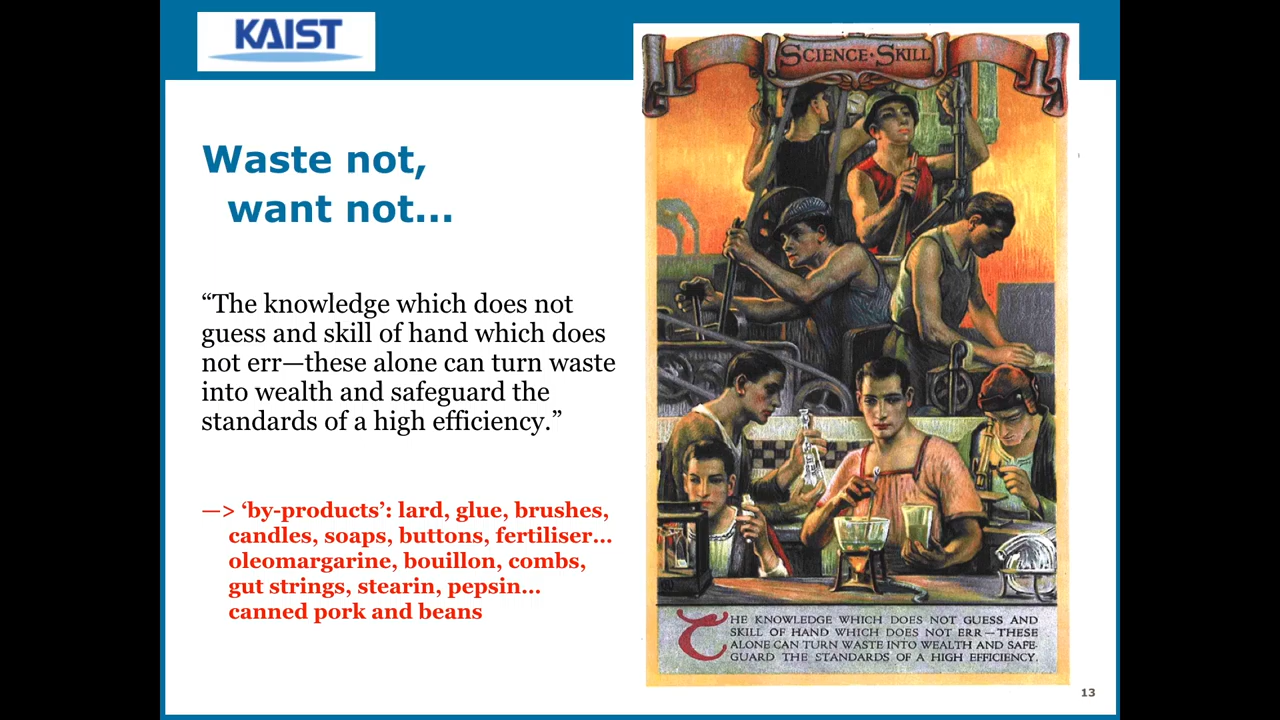 KAIST
Waste not,
want not...
“The knowledge which does not
guess and skill of hand which does
not err—these alone can turn waste
into wealth and safeguard the
standards of a high efficiency.”
—> ‘by-products’: lard, glue, brushes,
candles, soaps, buttons, fertiliser...
oleomargarine, bouillon, combs,
gut strings, stearin, pepsin...
canned pork and beans
SCIENCE·SKILL
THE KNOWLEDGE WHICH DOES NOT GUESS AND
SKILL OF HAND WHICH DOES NOT ERR—THESE
ALONE CAN TURN WASTE INTO WEALTH AND SAFE-
GUARD THE STANDARDS OF A HIGH EFFICIENCY.
13